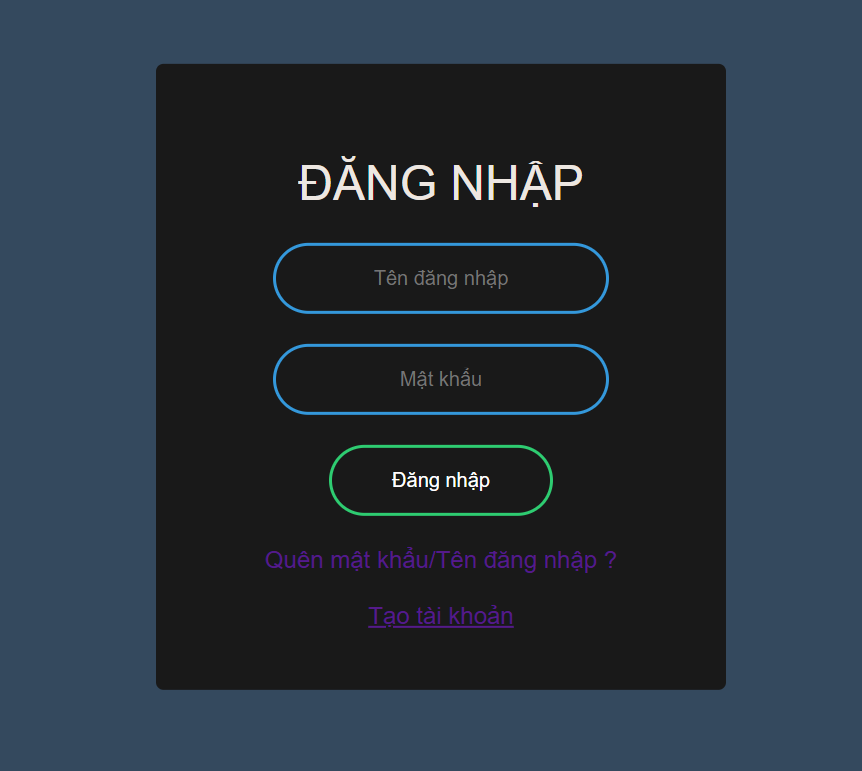 ĐĂNG NHẬP
Tên đăng nhập
Mật khẩu
Đăng nhập
Quên mật khẩu/Tên đăng nhập ?
Tạo tài khoản